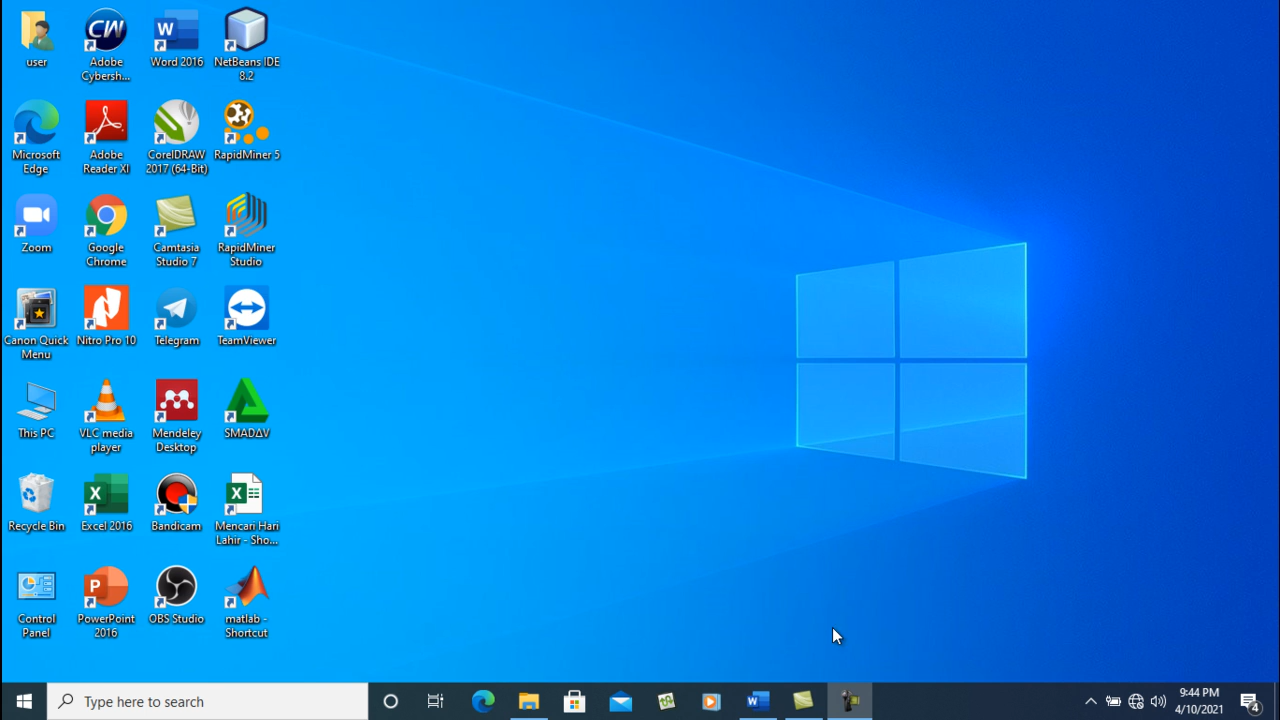 user
Adobe
Cybersh...
Word 2016
NetBeans IDE
8.2
Microsoft
Edge
Adobe
Reader XI
CorelDRAW
2017 (64-Bit)
RapidMiner 5
Zoom
Google
Chrome
Camtasia
Studio 7
RapidMiner
Studio
Canon Quick
Menu
Nitro Pro 10
Telegram
TeamViewer
This PC
VLC media
player
Mendeley
Desktop
SMADΔV
Recycle Bin
Excel 2016
Bandicam
Mencari Hari
Lahir - Sho...
Control
Panel
PowerPoint
2016
OBS Studio
matlab -
Shortcut
Type here to search
9:44 PM
4/10/2021
4